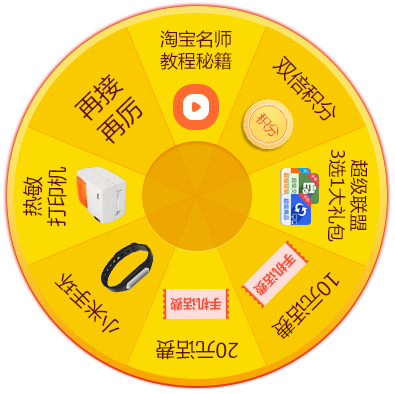 淘宝名师
教程秘籍
双倍积分
积分
超级联盟
3选1大礼包
10元话费
手机话费
20元话费
手机话费
小米手环
热敏
打印机
再接
再厉